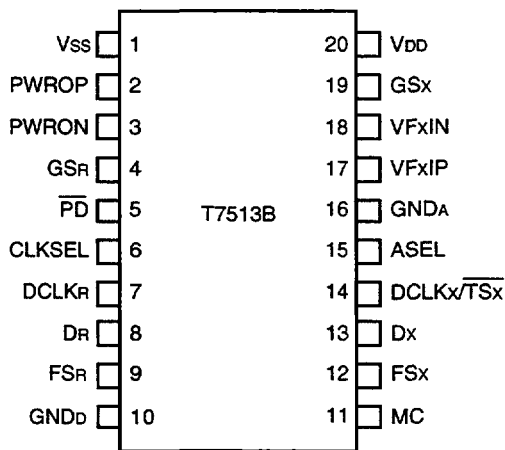 VSS 1 20 VDD
PWROP 2 19 GSX
PWRON 3 18 VFXIN
GSR 4 17 VFXIP
P̅D̅ 5 T7513B 16 GNDA
CLKSEL 6 15 ASEL
DCLKR 7 14 DCLKX/T̅S̅X̅
DR 8 13 DX
FSR 9 12 FSX
GNDD 10 11 MC